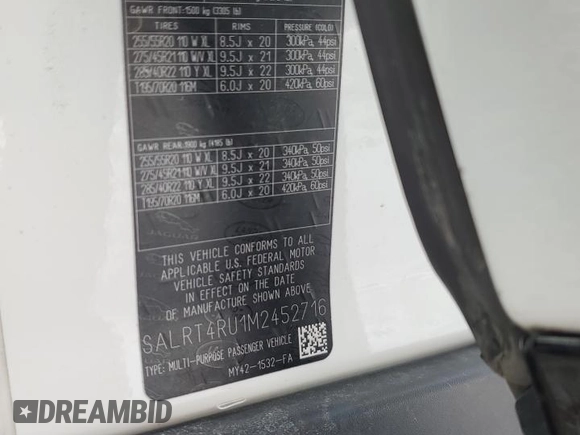 GAWR FRONT:1500 kg (3305 lb)
TIRES RIMS PRESSURE (COLD)
255/55R20 110 W XL 8.5J x 20 300kPa, 44psi
275/45R21 110 W/V XL 9.5J x 21 300kPa, 44psi
285/40R22 110 Y XL 9.5J x 22 300kPa, 44psi
T195/70R20 116M 6.0J x 20 420kPa, 60psi
GAWR REAR:1900 kg (4185 lb)
255/55R20 110 W XL 8.5J x 20 340kPa, 50psi
275/45R21 110 W/V XL 9.5J x 21 340kPa, 50psi
285/40R22 110 Y XL 9.5J x 22 340kPa, 50psi
T195/70R20 116M 6.0J x 20 420kPa, 60psi
JAGUAR
THIS VEHICLE CONFORMS TO ALL
APPLICABLE U.S. FEDERAL MOTOR
VEHICLE SAFETY STANDARDS
IN EFFECT ON THE DATE
OF MANUFACTURE SHOWN ABOVE.
SALRT4RU1M2452716
TYPE: MULTI-PURPOSE PASSENGER VEHICLE
MY42-1532-FA
DREAMBID